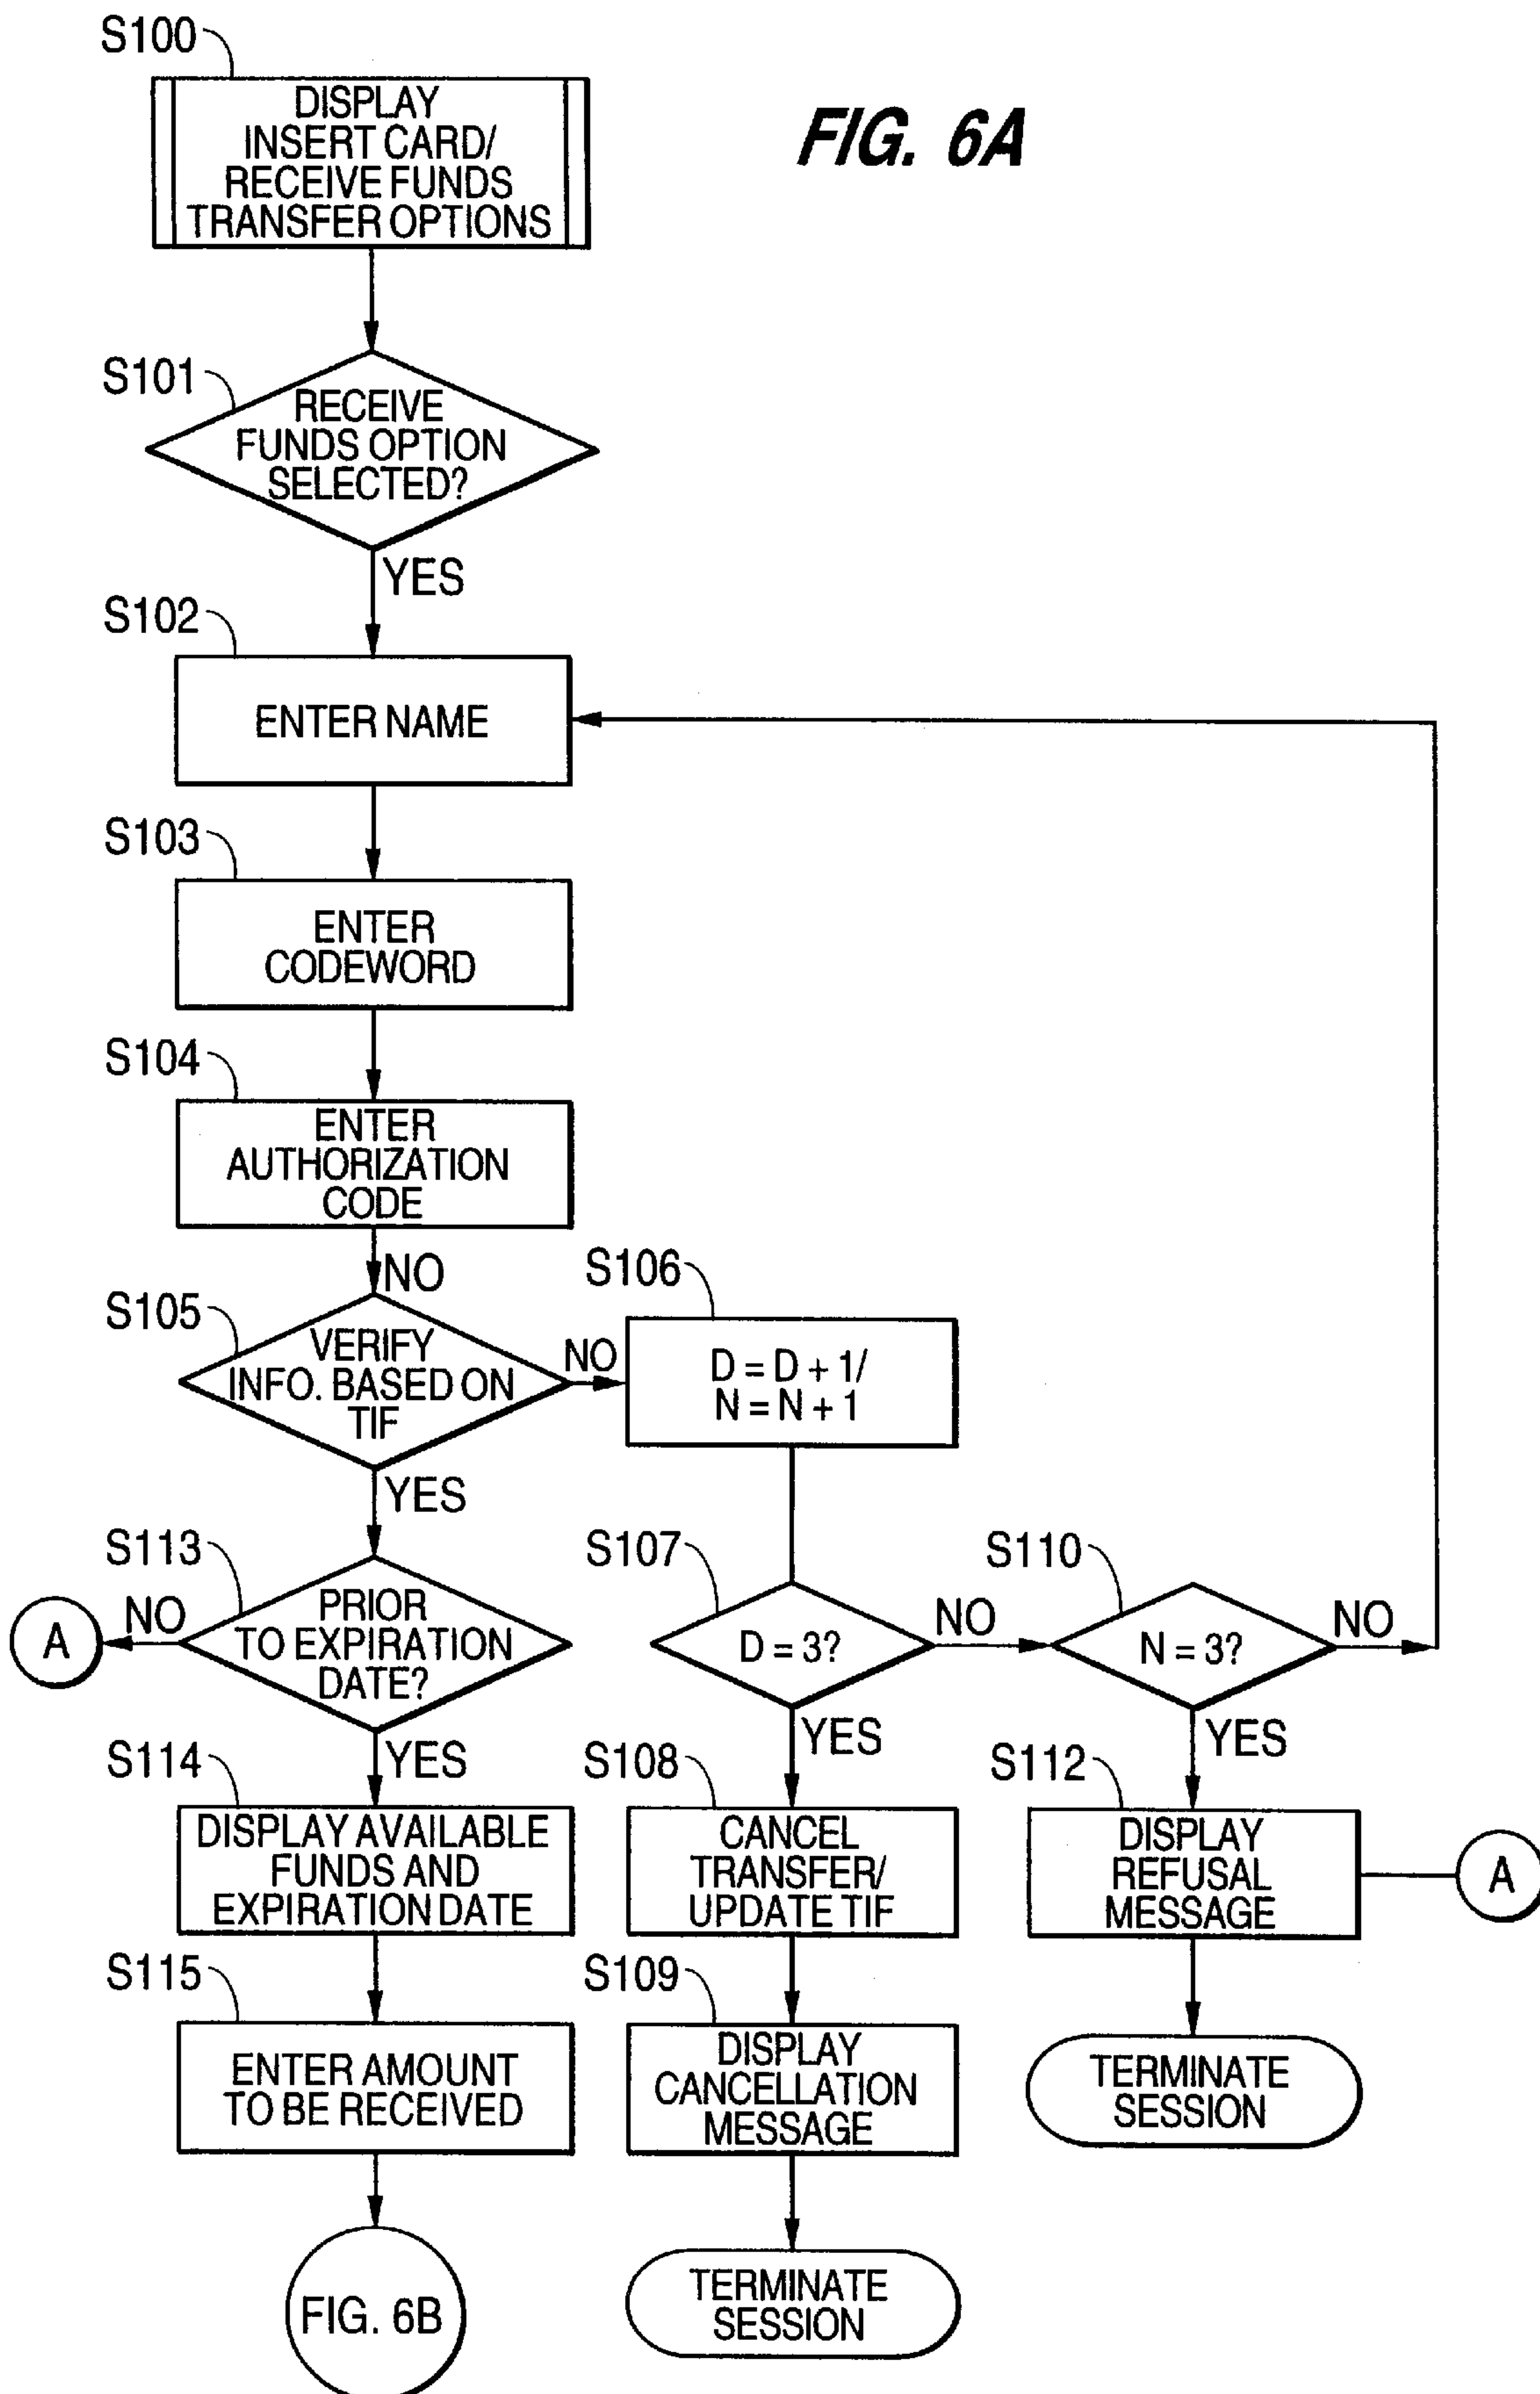 S100
DISPLAY
INSERT CARD/
RECEIVE FUNDS
TRANSFER OPTIONS
FIG. 6A
S101
RECEIVE
FUNDS OPTION
SELECTED?
YES
S102
ENTER NAME
S103
ENTER
CODEWORD
S104
ENTER
AUTHORIZATION
CODE
NO
S105
VERIFY
INFO. BASED ON
TIF
NO
S106
D = D + 1/
N = N + 1
YES
S113
PRIOR
TO EXPIRATION
DATE?
NO
A
S107
D = 3?
NO
S110
N = 3?
NO
YES
S114
DISPLAY AVAILABLE
FUNDS AND
EXPIRATION DATE
YES
S108
CANCEL
TRANSFER/
UPDATE TIF
YES
S112
DISPLAY
REFUSAL
MESSAGE
A
S115
ENTER AMOUNT
TO BE RECEIVED
S109
DISPLAY
CANCELLATION
MESSAGE
TERMINATE
SESSION
FIG. 6B
TERMINATE
SESSION